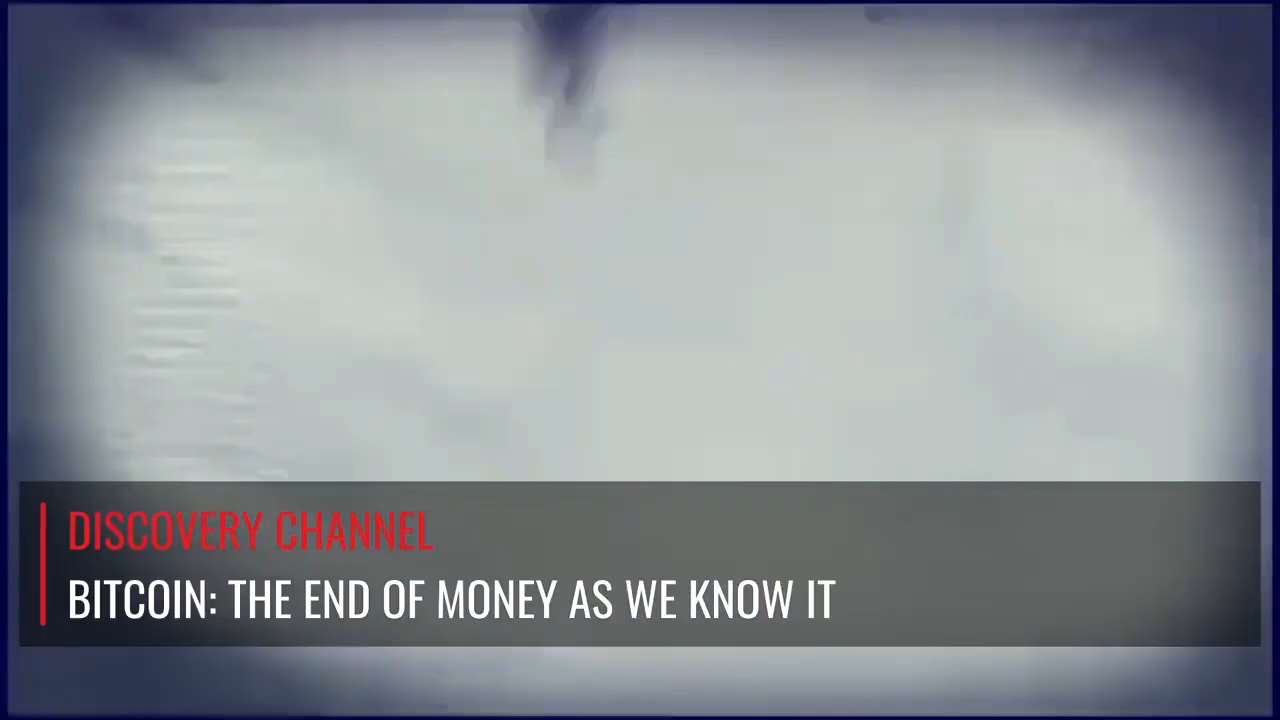 DISCOVERY CHANNEL
BITCOIN: THE END OF MONEY AS WE KNOW IT